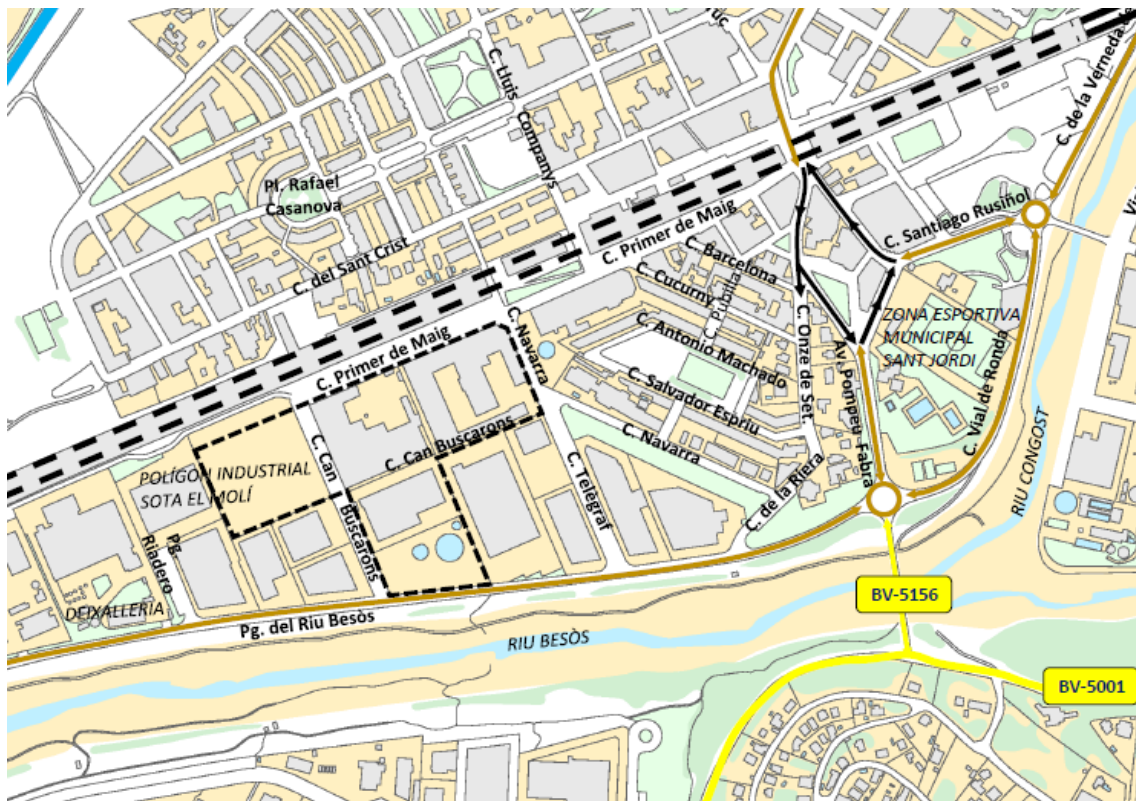 C. Lluis
Companys
C. de la Verneda
Pl. Rafael
Casanova
C. del Sant Crist
C. Primer de Maig
C. Santiago Rusiñol
C. Barcelona
C. Cucurny
C. Pubilla
C. Antonio Machado
C. Salvador Espriu
C. Navarra
C. Onze de Set.
ZONA ESPORTIVA
MUNICIPAL
SANT JORDI
Av. Pompeu Fabra
C. Vial de Ronda
C. Primer de Maig
C. Navarra
C. Can Buscarons
C. Telègraf
C. de la Riera
RIU CONGOST
POLÍGON INDUSTRIAL
SOTA EL MOLÍ
C. Can
Buscarons
Pg.
Riadero
DEIXALLERIA
Pg. del Riu Besòs
RIU BESÒS
BV-5156
BV-5001